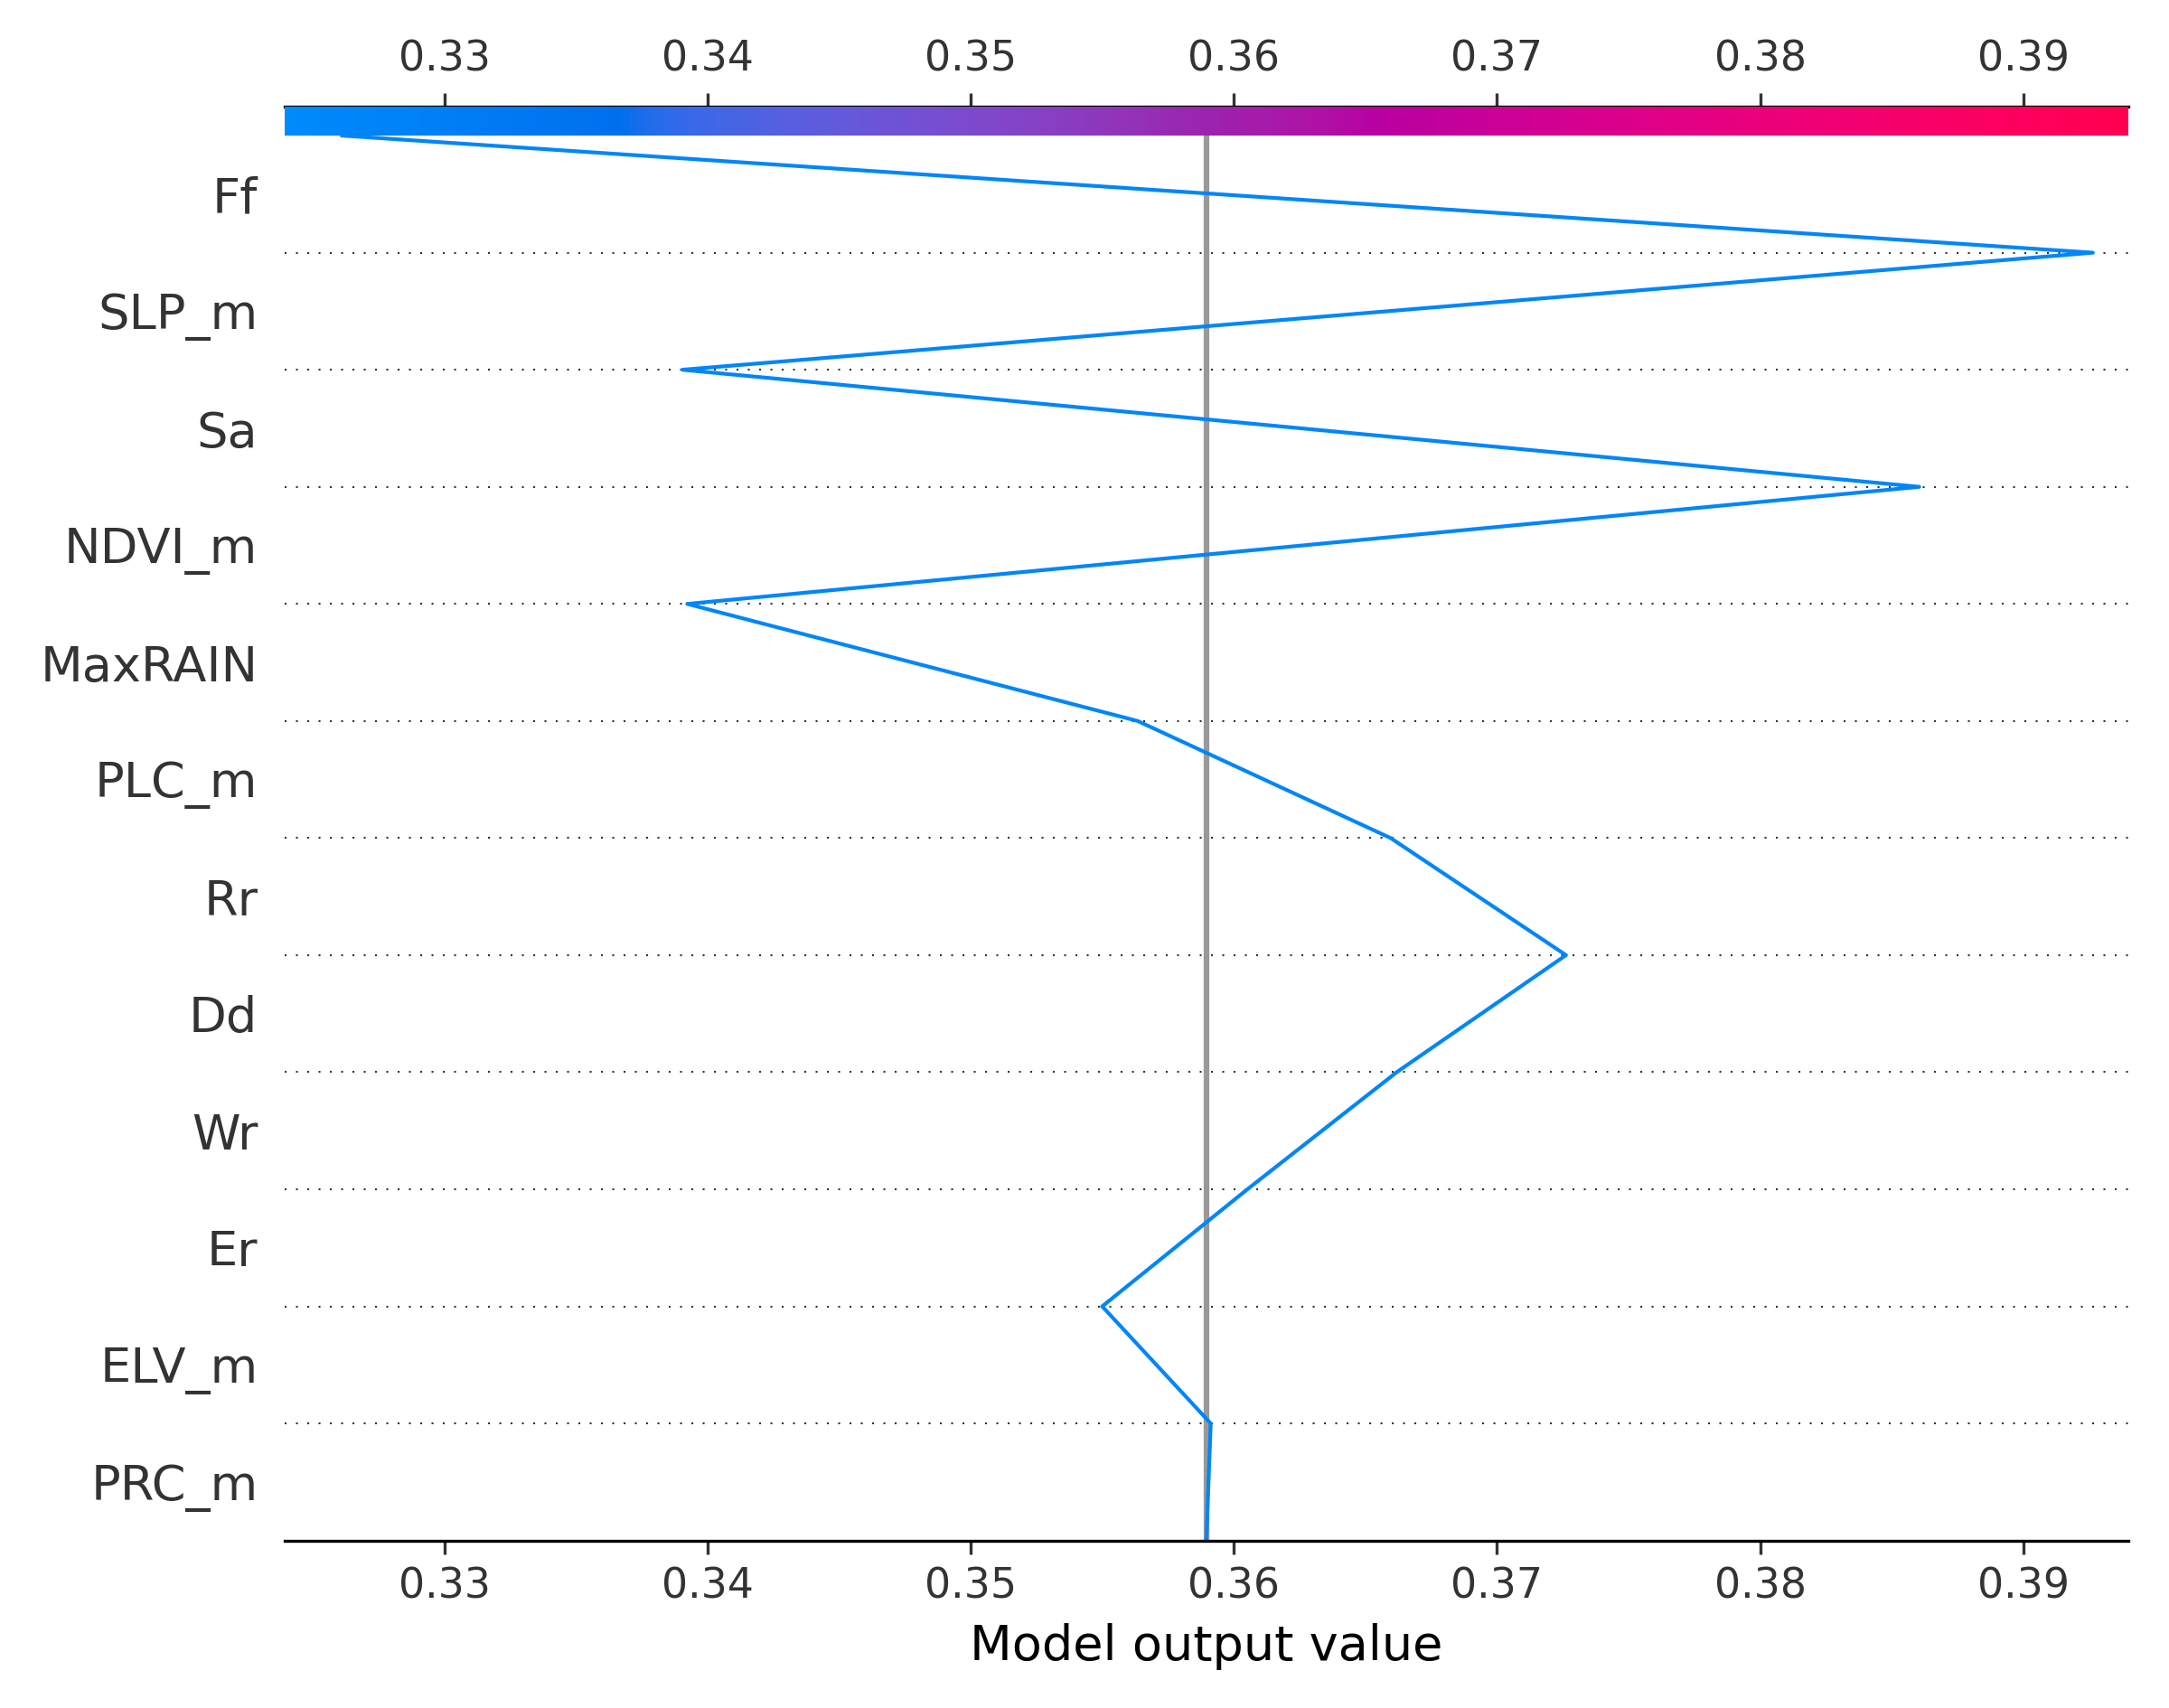 0.33 0.34 0.35 0.36 0.37 0.38 0.39
Ff
SLP_m
Sa
NDVI_m
MaxRAIN
PLC_m
Rr
Dd
Wr
Er
ELV_m
PRC_m
0.33 0.34 0.35 0.36 0.37 0.38 0.39
Model output value